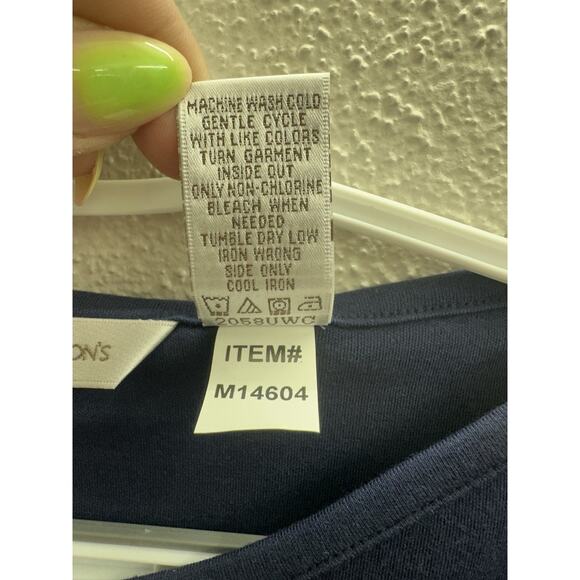 MACHINE WASH COLD
GENTLE CYCLE
WITH LIKE COLORS
TURN GARMENT
INSIDE OUT
ONLY NON-CHLORINE
BLEACH WHEN
NEEDED
TUMBLE DRY LOW
IRON WRONG
SIDE ONLY
COOL IRON
2058UWC
ON'S
ITEM#
M14604